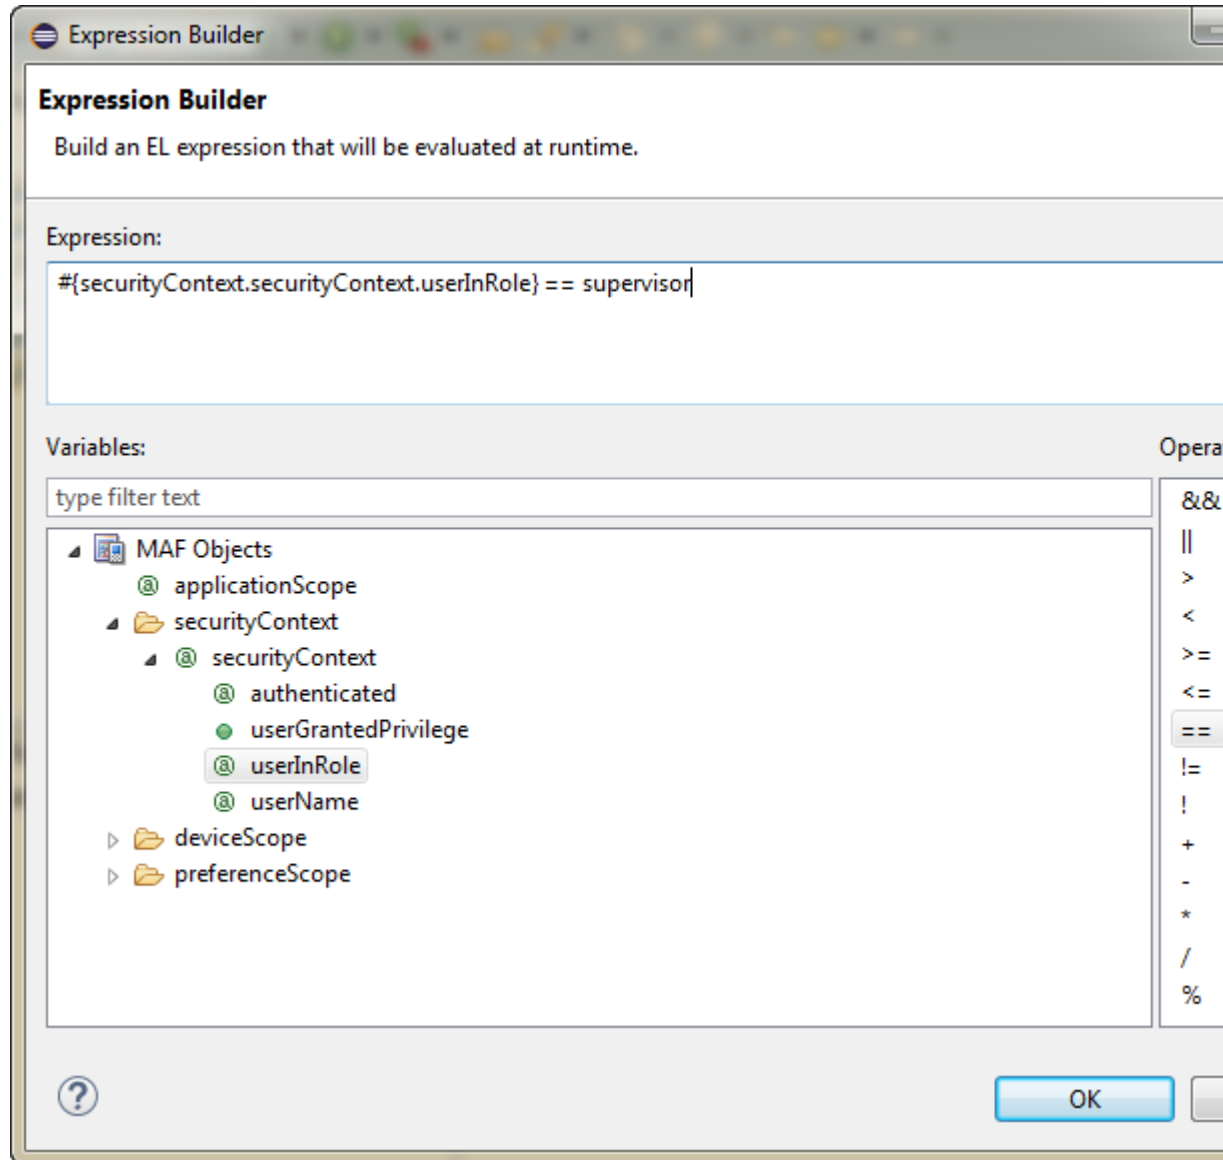 Expression Builder
Expression Builder
Build an EL expression that will be evaluated at runtime.
Expression:
#{securityContext.securityContext.userInRole} == supervisor
Variables:
Opera
type filter text
MAF Objects
applicationScope
securityContext
securityContext
authenticated
userGrantedPrivilege
userInRole
userName
deviceScope
preferenceScope
&&
||
>
<
>=
<=
==
!=
!
+
-
*
/
%
?
OK